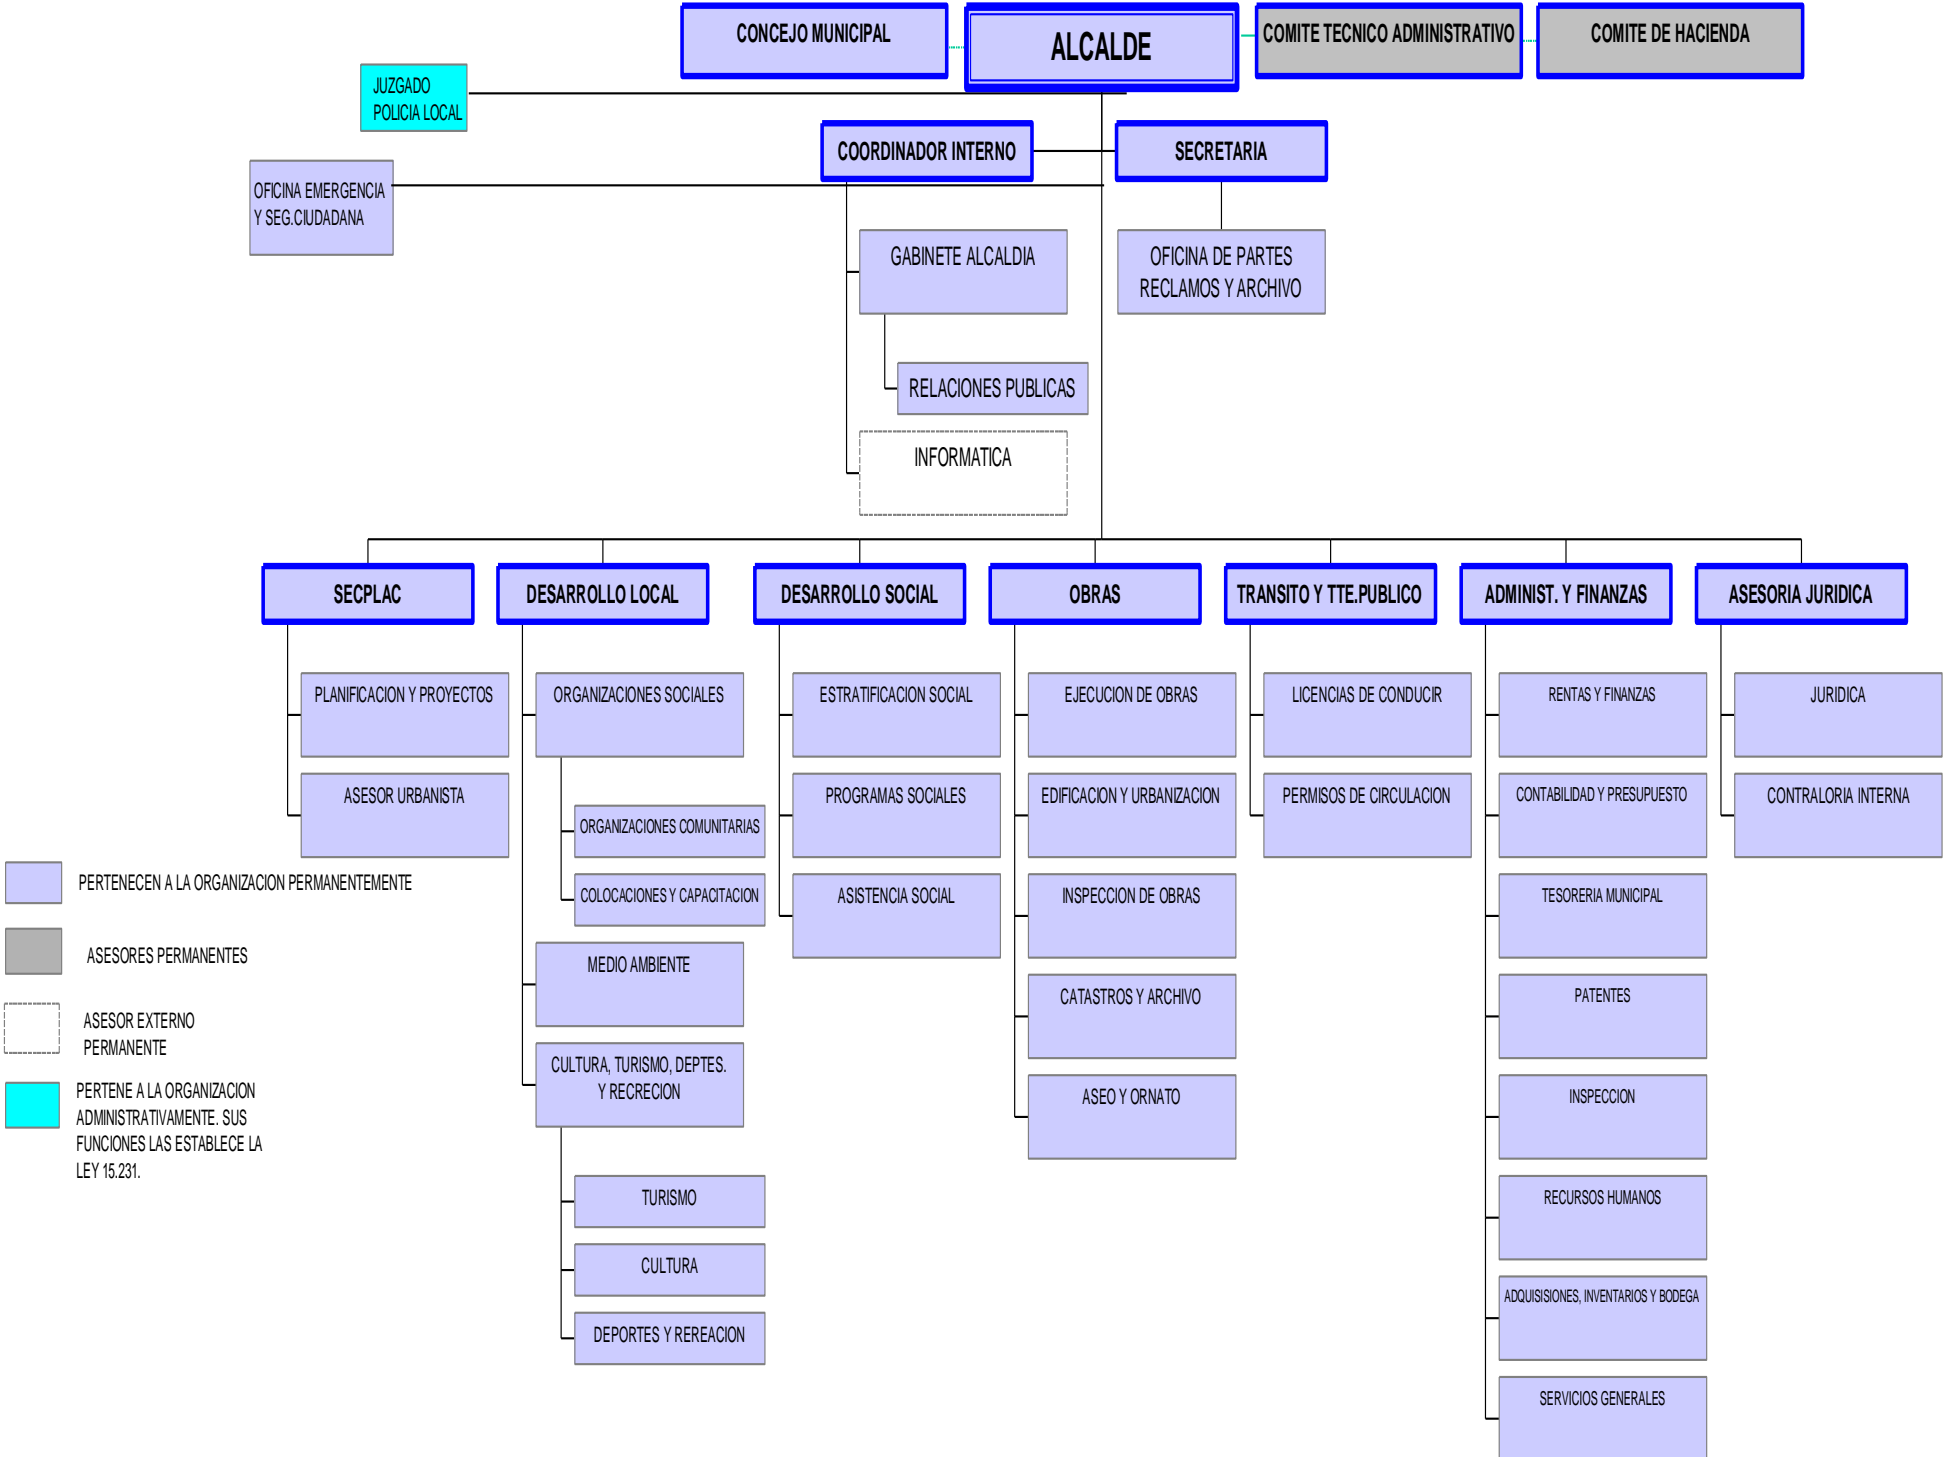 CONCEJO MUNICIPAL
ALCALDE
COMITE TECNICO ADMINISTRATIVO
COMITE DE HACIENDA
JUZGADO
POLICIA LOCAL
COORDINADOR INTERNO
SECRETARIA
OFICINA EMERGENCIA
Y SEG.CIUDADANA
GABINETE ALCALDIA
OFICINA DE PARTES
RECLAMOS Y ARCHIVO
RELACIONES PUBLICAS
INFORMATICA
SECPLAC
DESARROLLO LOCAL
DESARROLLO SOCIAL
OBRAS
TRANSITO Y TTE.PUBLICO
ADMINIST. Y FINANZAS
ASESORIA JURIDICA
PLANIFICACION Y PROYECTOS
ASESOR URBANISTA
ORGANIZACIONES SOCIALES
ORGANIZACIONES COMUNITARIAS
COLOCACIONES Y CAPACITACION
MEDIO AMBIENTE
CULTURA, TURISMO, DEPTES.
Y RECRECION
TURISMO
CULTURA
DEPORTES Y REREACION
ESTRATIFICACION SOCIAL
PROGRAMAS SOCIALES
ASISTENCIA SOCIAL
EJECUCION DE OBRAS
EDIFICACION Y URBANIZACION
INSPECCION DE OBRAS
CATASTROS Y ARCHIVO
ASEO Y ORNATO
LICENCIAS DE CONDUCIR
PERMISOS DE CIRCULACION
RENTAS Y FINANZAS
CONTABILIDAD Y PRESUPUESTO
TESORERIA MUNICIPAL
PATENTES
INSPECCION
RECURSOS HUMANOS
ADQUISISIONES, INVENTARIOS Y BODEGA
SERVICIOS GENERALES
JURIDICA
CONTRALORIA INTERNA
PERTENECEN A LA ORGANIZACION PERMANENTEMENTE
ASESORES PERMANENTES
ASESOR EXTERNO
PERMANENTE
PERTENE A LA ORGANIZACION
ADMINISTRATIVAMENTE. SUS
FUNCIONES LAS ESTABLECE LA
LEY 15.231.